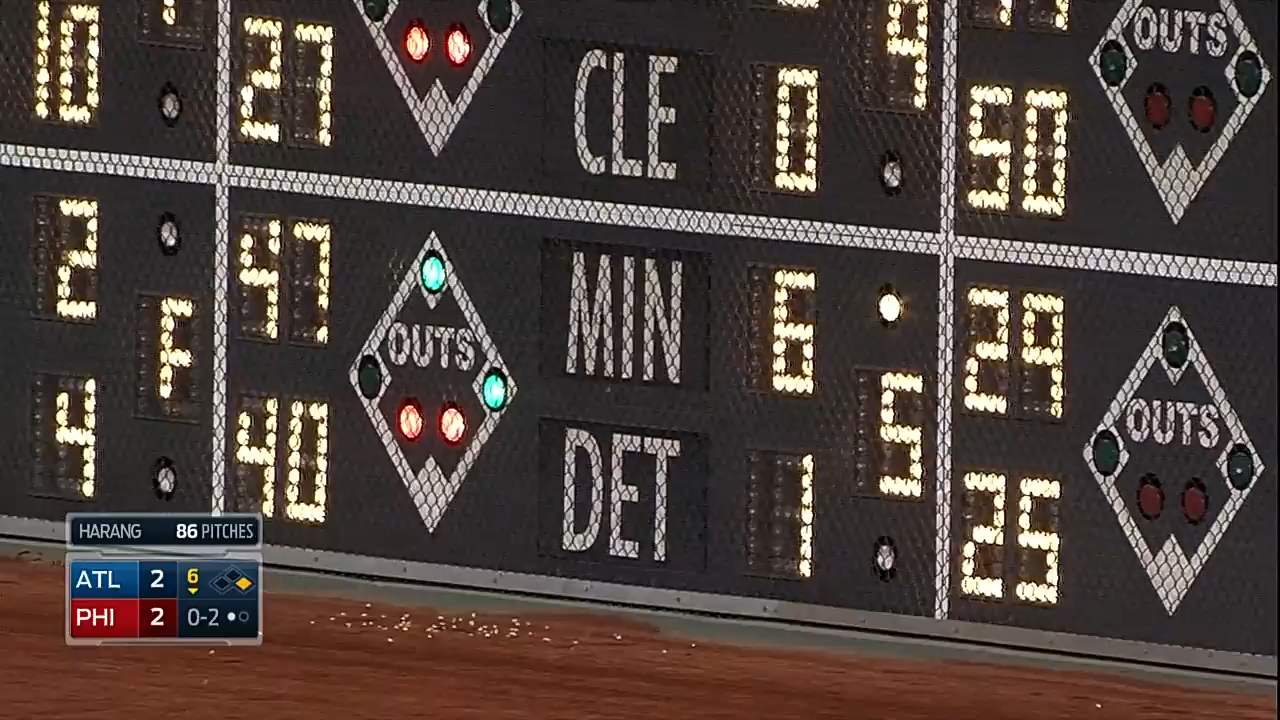 10 27 CLE 0 4 50 OUTS
2 47 MIN 6 29
F OUTS 5 OUTS
4 40 DET 1 25
HARANG 86 PITCHES
ATL 2 6
PHI 2 0-2